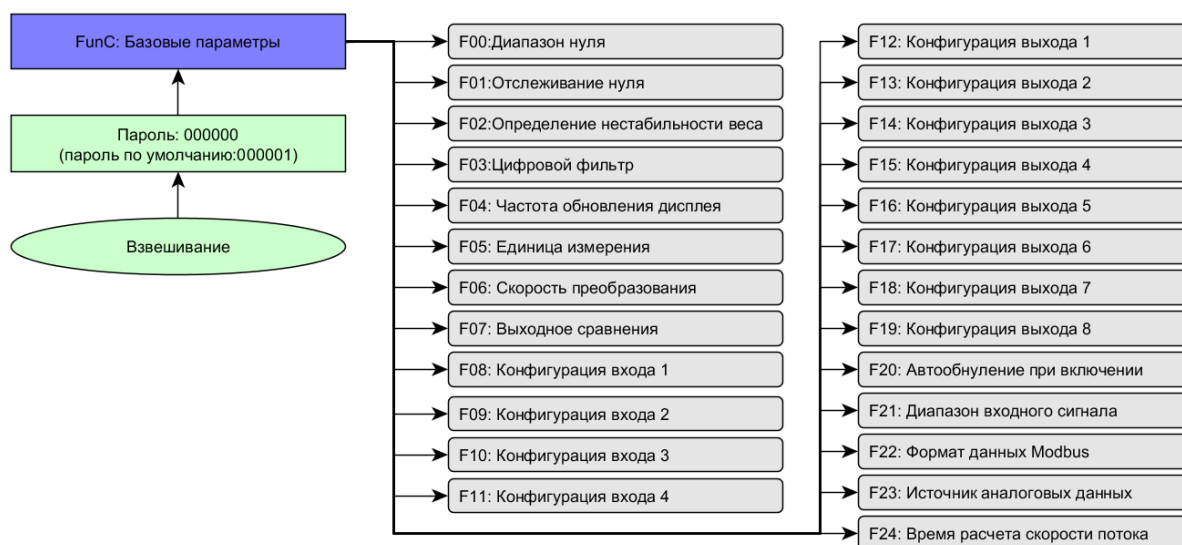 FunC: Базовые параметры
Пароль: 000000
(пароль по умолчанию:000001)
Взвешивание
F00:Диапазон нуля
F01:Отслеживание нуля
F02:Определение нестабильности веса
F03:Цифровой фильтр
F04: Частота обновления дисплея
F05: Единица измерения
F06: Скорость преобразования
F07: Выходное сравнения
F08: Конфигурация входа 1
F09: Конфигурация входа 2
F10: Конфигурация входа 3
F11: Конфигурация входа 4
F12: Конфигурация выхода 1
F13: Конфигурация выхода 2
F14: Конфигурация выхода 3
F15: Конфигурация выхода 4
F16: Конфигурация выхода 5
F17: Конфигурация выхода 6
F18: Конфигурация выхода 7
F19: Конфигурация выхода 8
F20: Автообнуление при включении
F21: Диапазон входного сигнала
F22: Формат данных Modbus
F23: Источник аналоговых данных
F24: Время расчета скорости потока